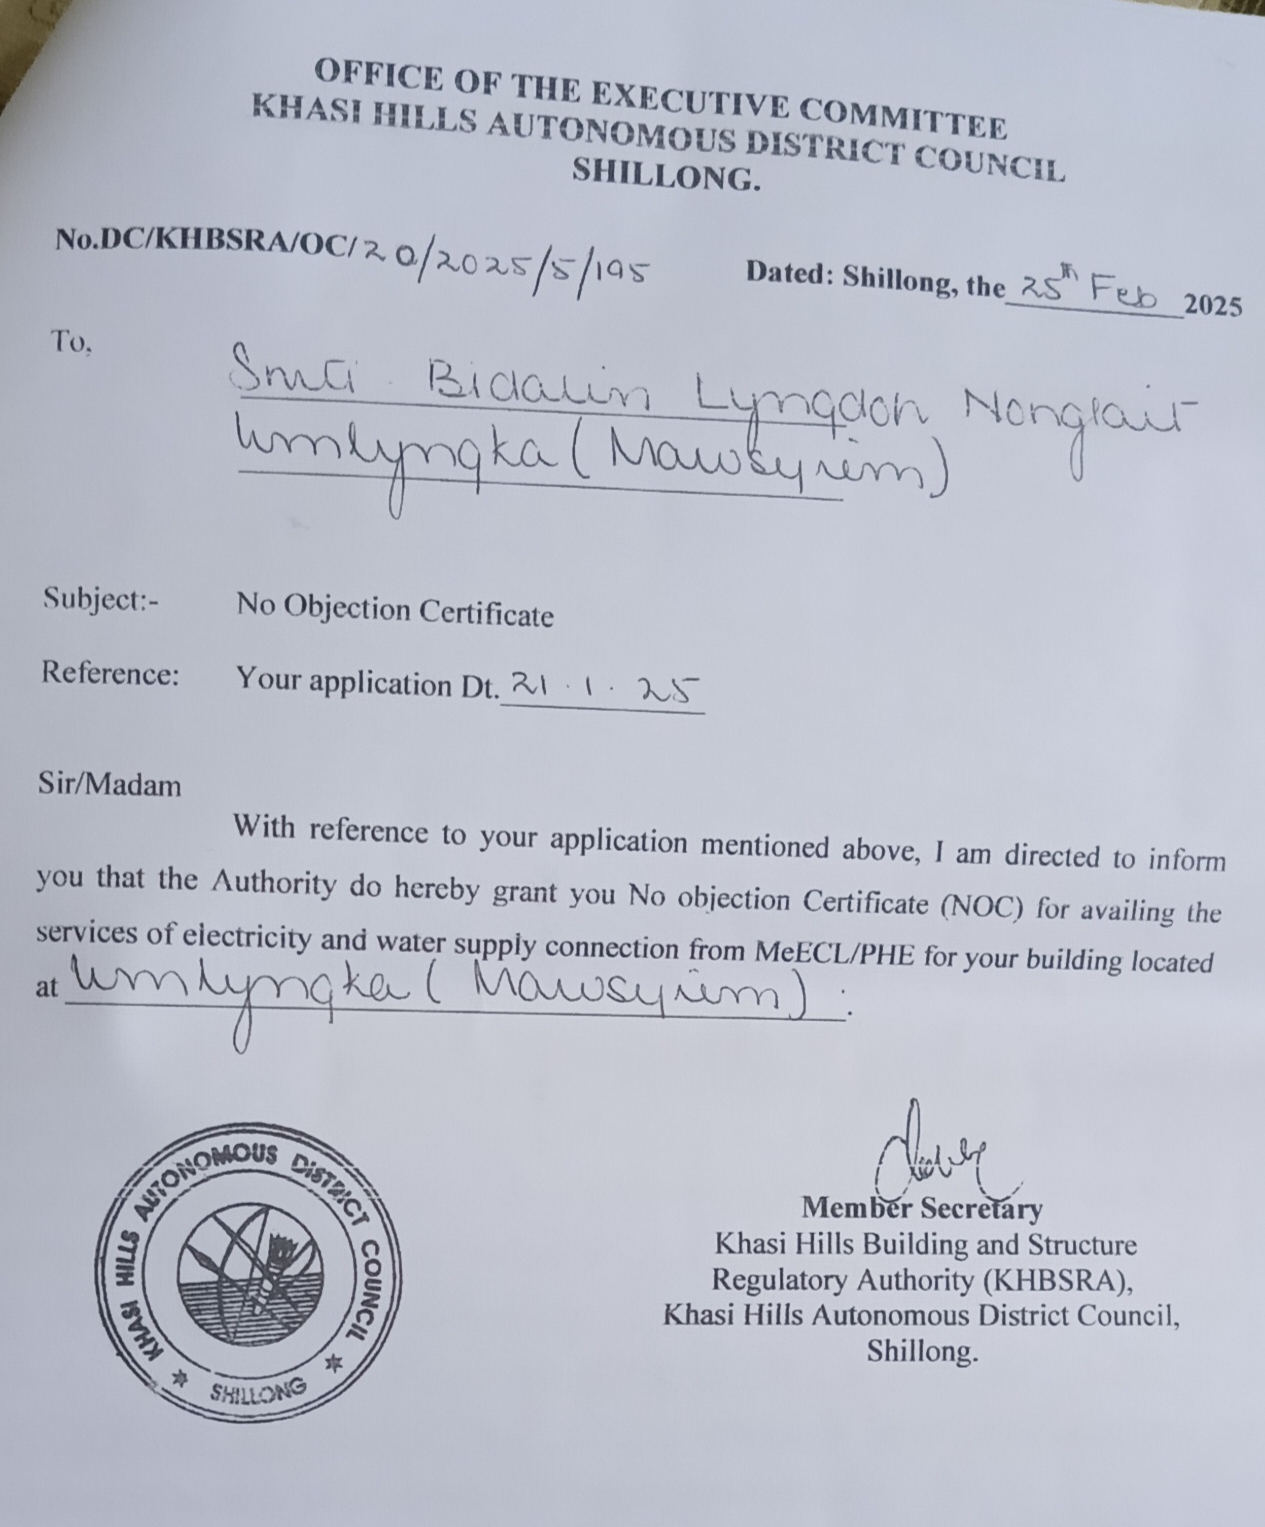 OFFICE OF THE EXECUTIVE COMMITTEE
KHASI HILLS AUTONOMOUS DISTRICT COUNCIL
SHILLONG.
No.DC/KHBSRA/OC/20/2025/5/195 Dated: Shillong, the 25th Feb 2025
To,
Smti. Bidalin Lyngdoh Nonglait
Umlyngka (Mawsyiem)
Subject:- No Objection Certificate
Reference: Your application Dt. 21.1.25
Sir/Madam
With reference to your application mentioned above, I am directed to inform
you that the Authority do hereby grant you No objection Certificate (NOC) for availing the
services of electricity and water supply connection from MeECL/PHE for your building located
at Umlyngka (Mawsyiem).
KHASI HILLS AUTONOMOUS DISTRICT COUNCIL
SHILLONG
Member Secretary
Khasi Hills Building and Structure
Regulatory Authority (KHBSRA),
Khasi Hills Autonomous District Council,
Shillong.